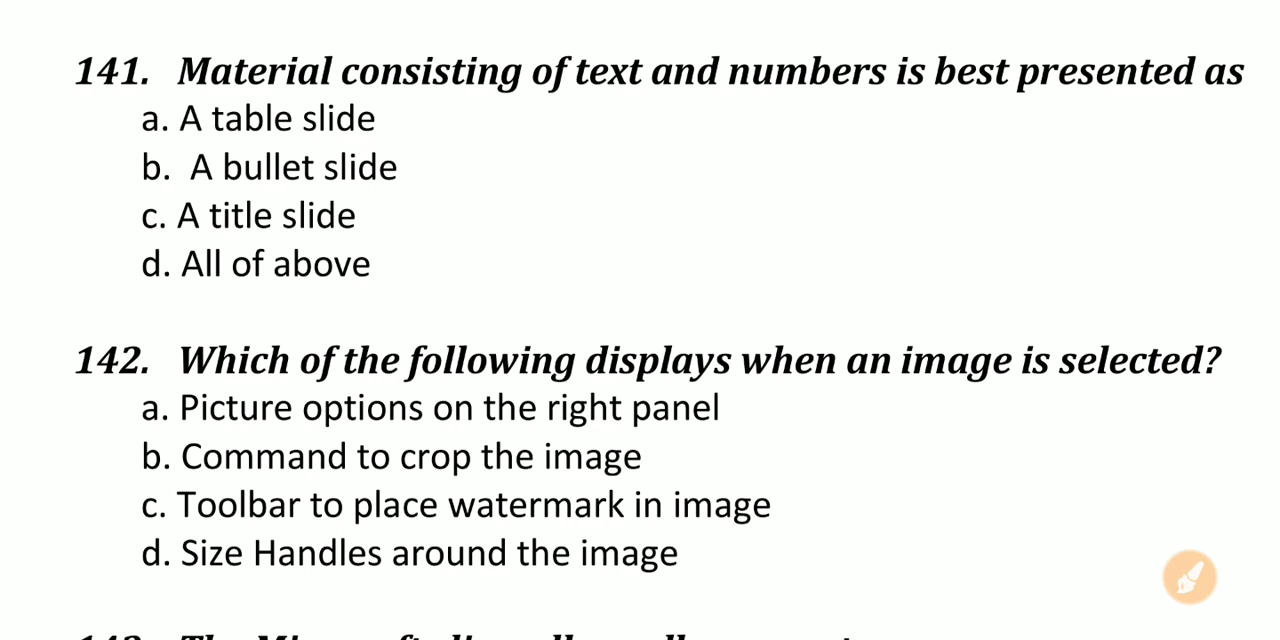 141. Material consisting of text and numbers is best presented as
a. A table slide
b. A bullet slide
c. A title slide
d. All of above
142. Which of the following displays when an image is selected?
a. Picture options on the right panel
b. Command to crop the image
c. Toolbar to place watermark in image
d. Size Handles around the image